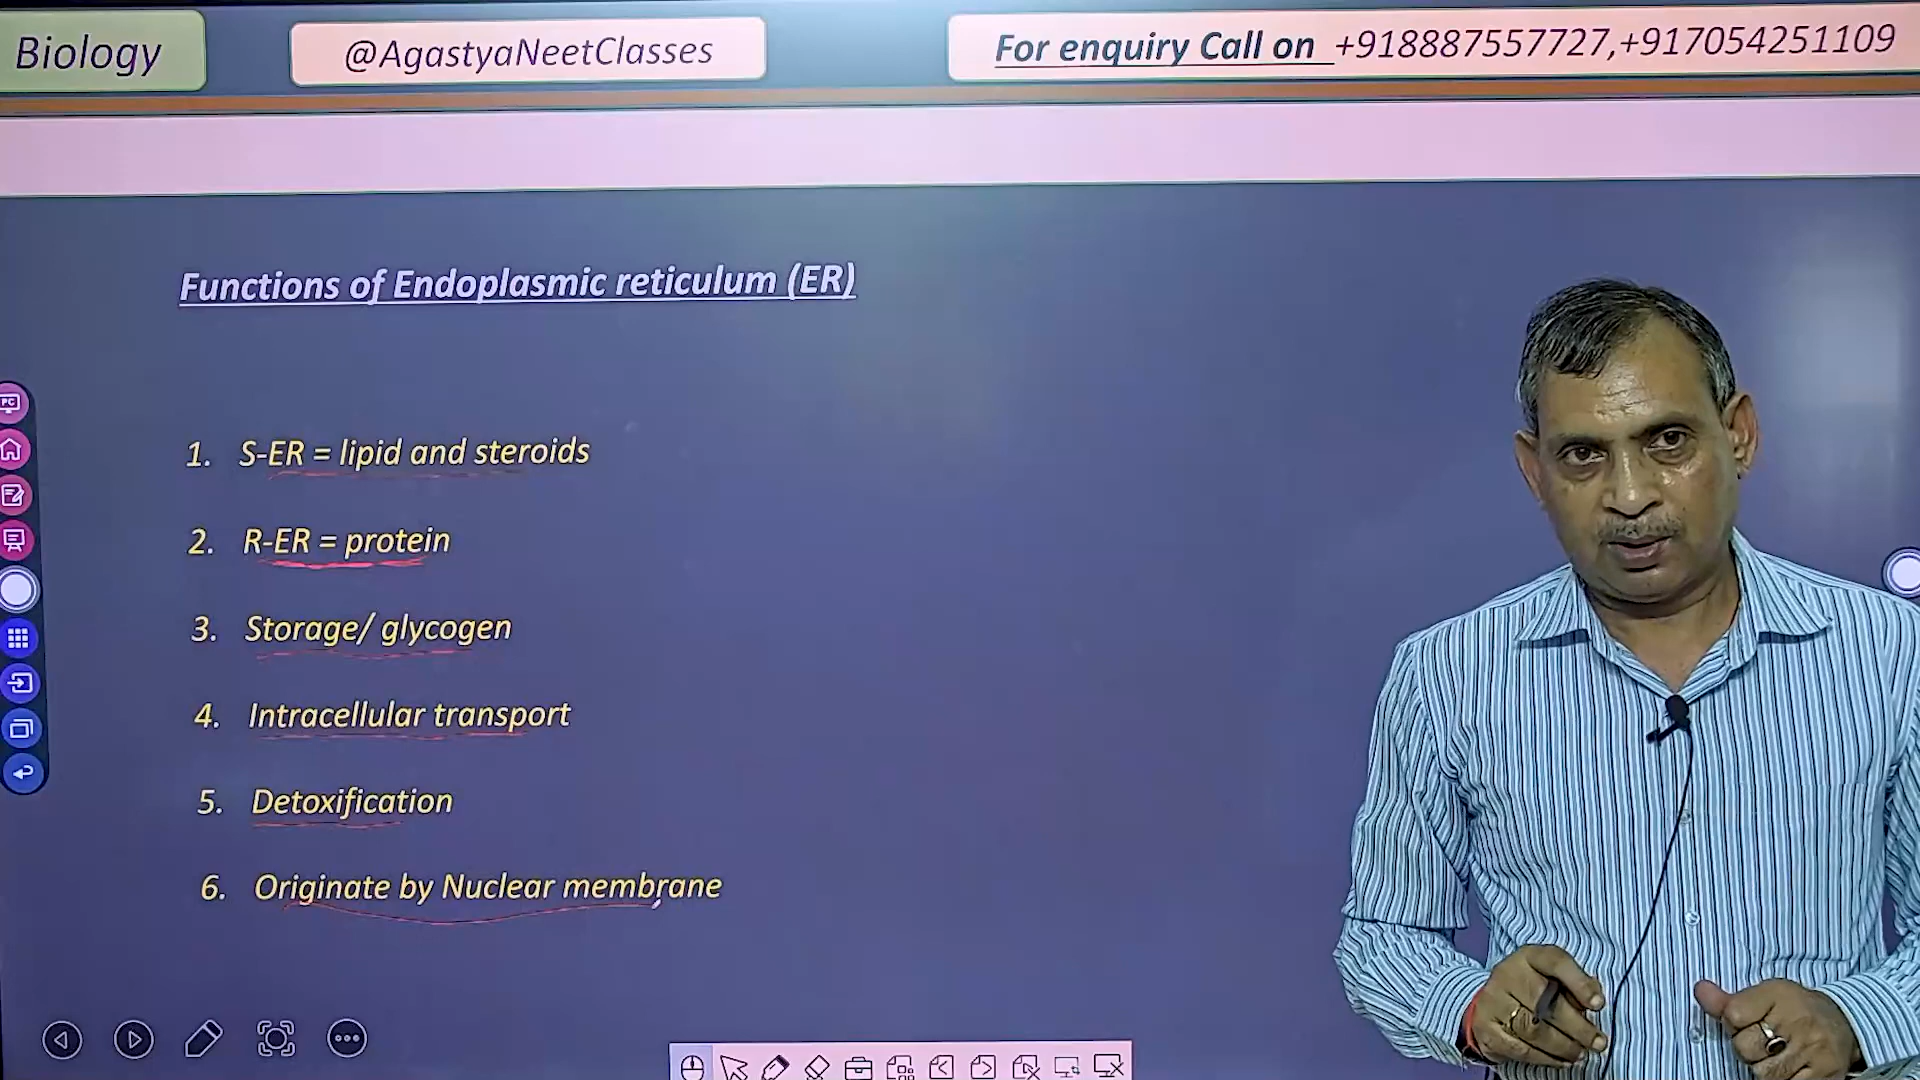 Biology
@AgastyaNeetClasses
For enquiry Call on +918887557727,+917054251109
Functions of Endoplasmic reticulum (ER)
1. S-ER = lipid and steroids
2. R-ER = protein
3. Storage/ glycogen
4. Intracellular transport
5. Detoxification
6. Originate by Nuclear membrane
PC